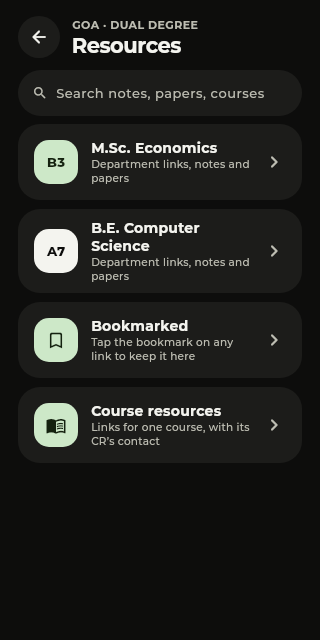 GOA · DUAL DEGREE
Resources
Search notes, papers, courses
B3
M.Sc. Economics
Department links, notes and
papers
A7
B.E. Computer
Science
Department links, notes and
papers
Bookmarked
Tap the bookmark on any
link to keep it here
Course resources
Links for one course, with its
CR's contact